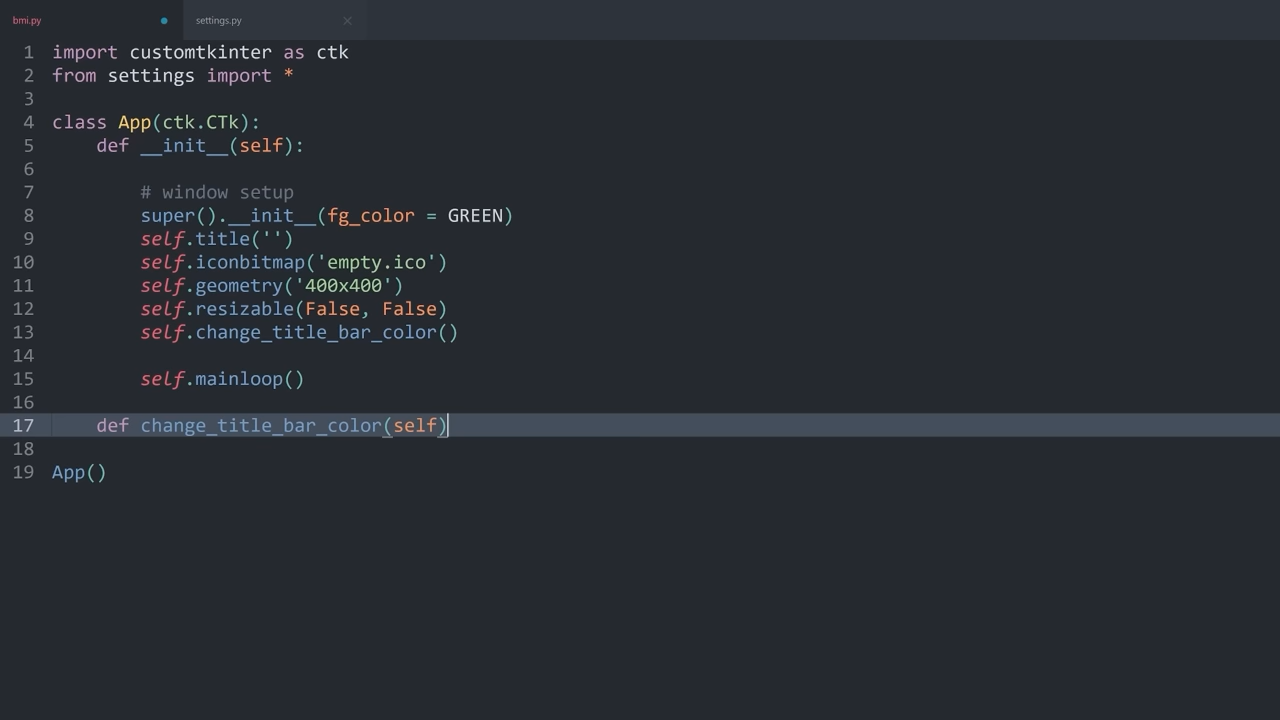 bmi.py
settings.py
1 import customtkinter as ctk
2 from settings import *
3
4 class App(ctk.CTk):
5     def __init__(self):
6
7         # window setup
8         super().__init__(fg_color = GREEN)
9         self.title('')
10         self.iconbitmap('empty.ico')
11         self.geometry('400x400')
12         self.resizable(False, False)
13         self.change_title_bar_color()
14
15         self.mainloop()
16
17     def change_title_bar_color(self)
18
19 App()